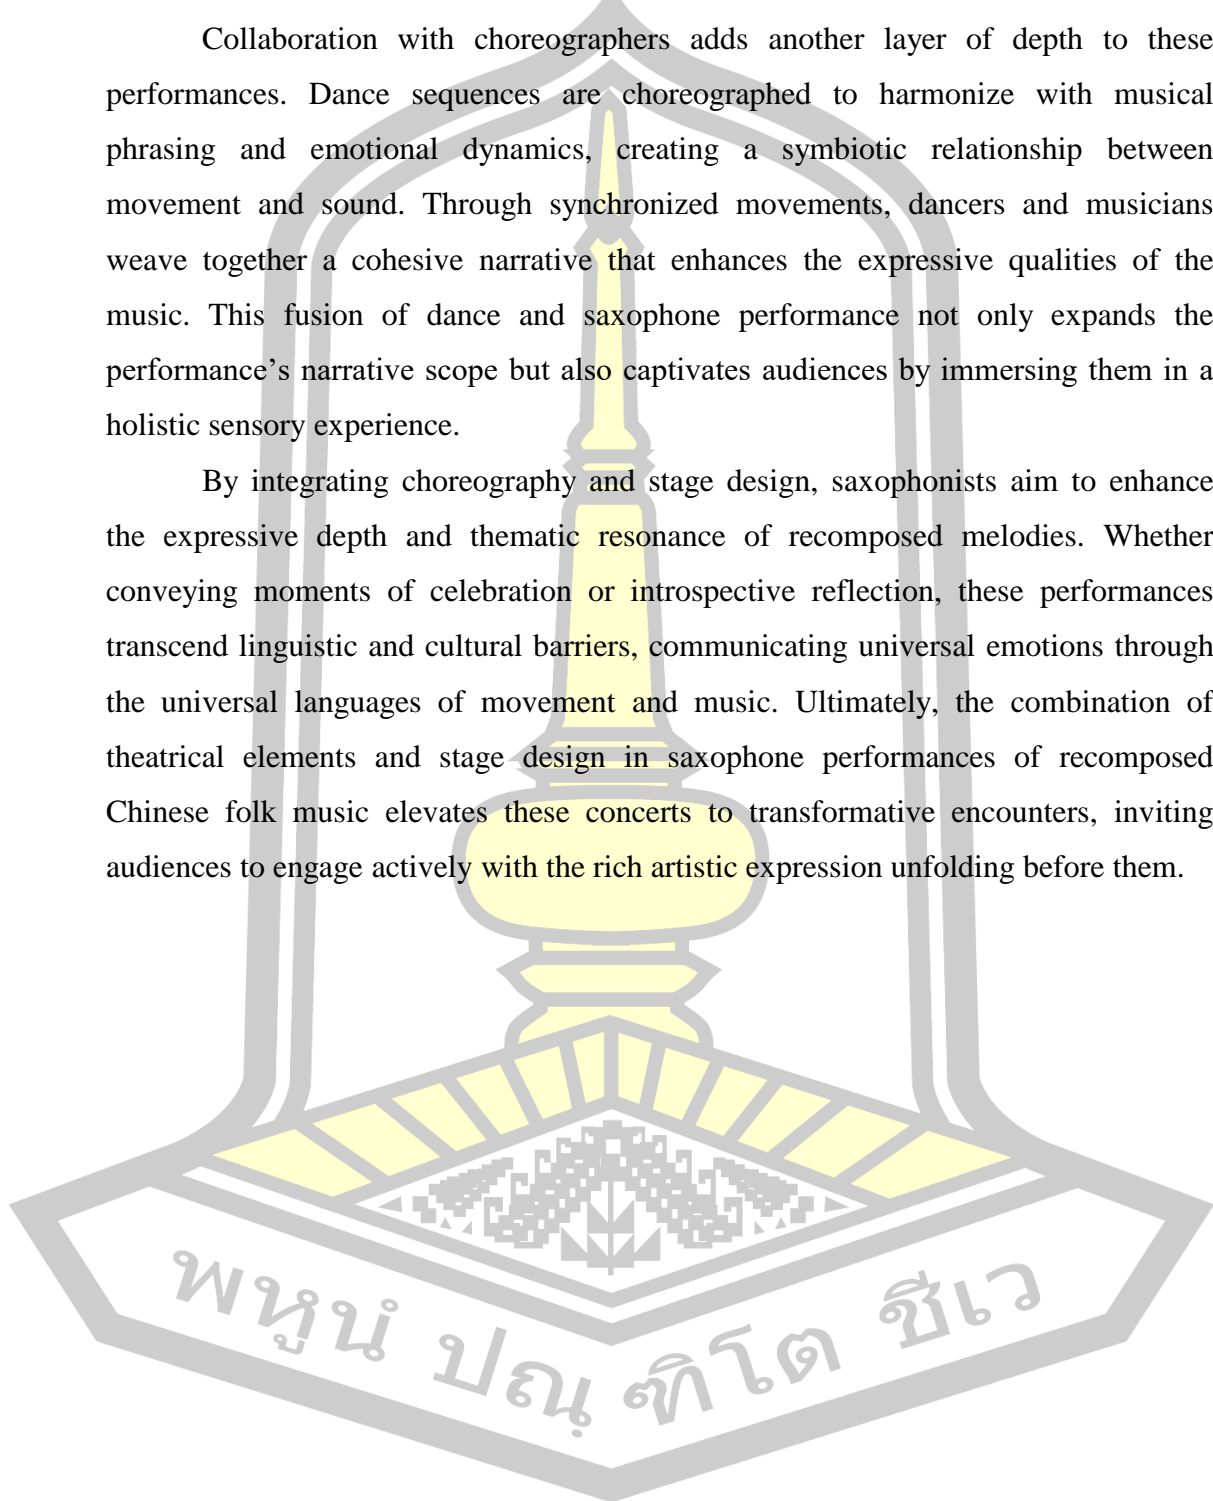 Collaboration with choreographers adds another layer of depth to these
performances. Dance sequences are choreographed to harmonize with musical
phrasing and emotional dynamics, creating a symbiotic relationship between
movement and sound. Through synchronized movements, dancers and musicians
weave together a cohesive narrative that enhances the expressive qualities of the
music. This fusion of dance and saxophone performance not only expands the
performance’s narrative scope but also captivates audiences by immersing them in a
holistic sensory experience.
By integrating choreography and stage design, saxophonists aim to enhance
the expressive depth and thematic resonance of recomposed melodies. Whether
conveying moments of celebration or introspective reflection, these performances
transcend linguistic and cultural barriers, communicating universal emotions through
the universal languages of movement and music. Ultimately, the combination of
theatrical elements and stage design in saxophone performances of recomposed
Chinese folk music elevates these concerts to transformative encounters, inviting
audiences to engage actively with the rich artistic expression unfolding before them.
พหูนํ ปณฺ ฑิโต ชีเว